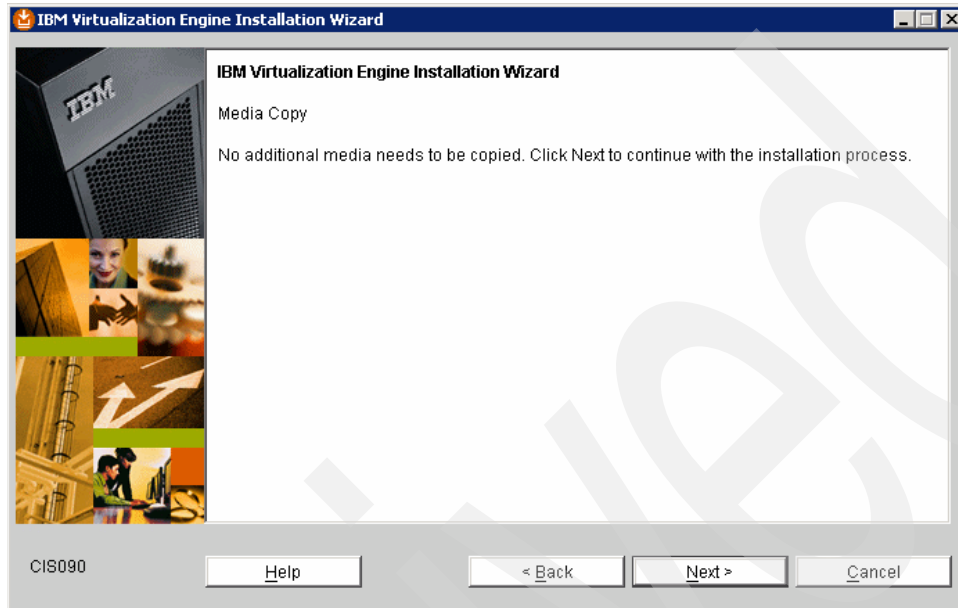 IBM Virtualization Engine Installation Wizard
IBM
IBM Virtualization Engine Installation Wizard
Media Copy
No additional media needs to be copied. Click Next to continue with the installation process.
CIS090
Help
< Back
Next >
Cancel